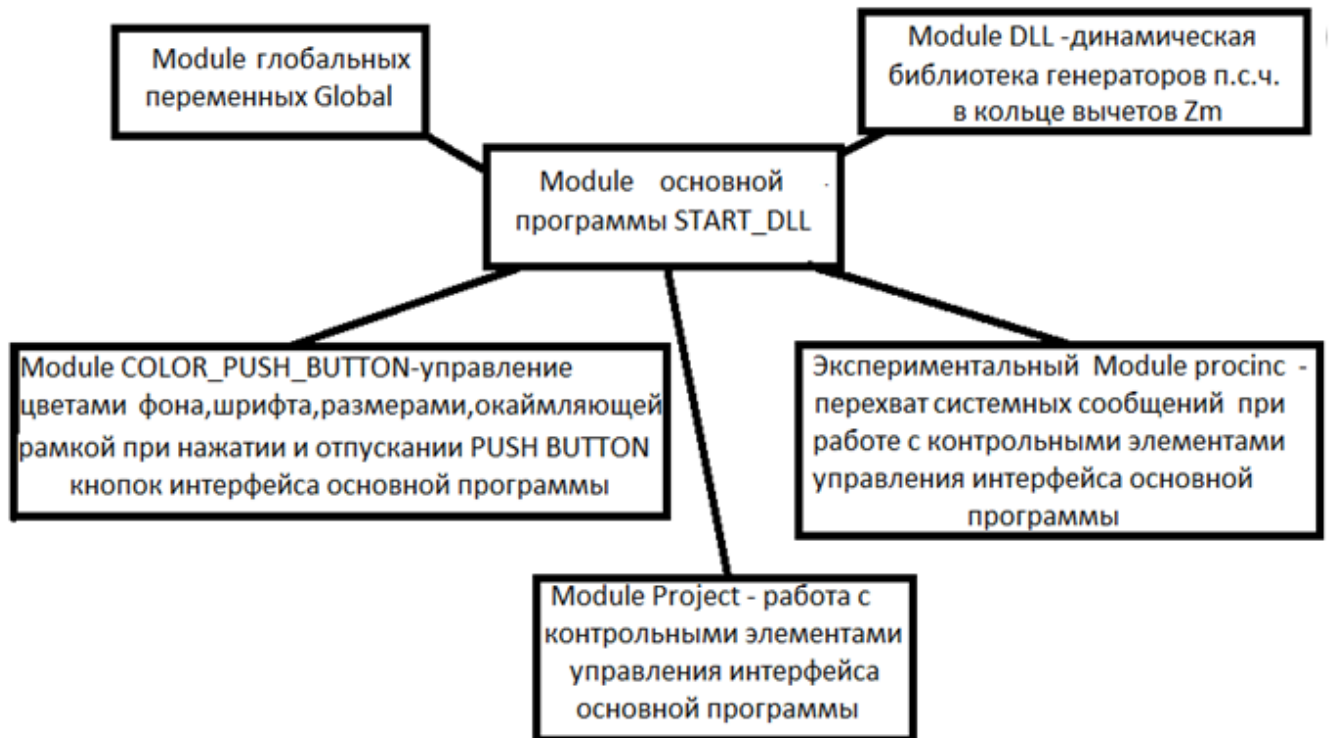 Module глобальных
переменных Global
Module DLL -динамическая
библиотека генераторов п.с.ч.
в кольце вычетов Zm
Module основной
программы START_DLL
Module COLOR_PUSH_BUTTON-управление
цветами фона,шрифта,размерами,окаймляющей
рамкой при нажатии и отпускании PUSH BUTTON
кнопок интерфейса основной программы
Экспериментальный Module procinc -
перехват системных сообщений при
работе с контрольными элементами
управления интерфейса основной
программы
Module Project - работа с
контрольными элементами
управления интерфейса
основной программы